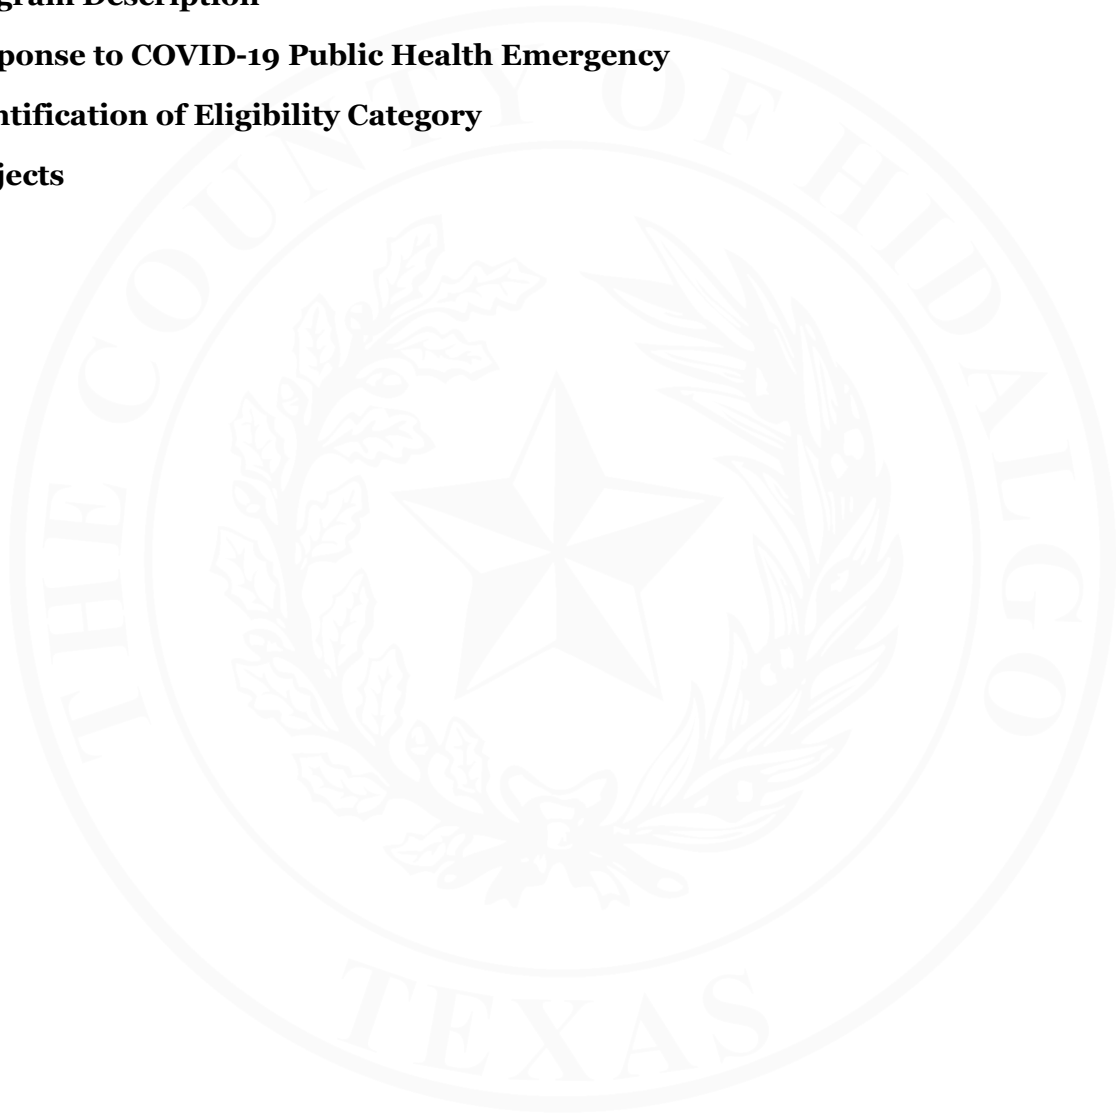 gram Description
ponse to COVID-19 Public Health Emergency
ntification of Eligibility Category
jects
THE COUNTY OF HIDALGO
TEXAS